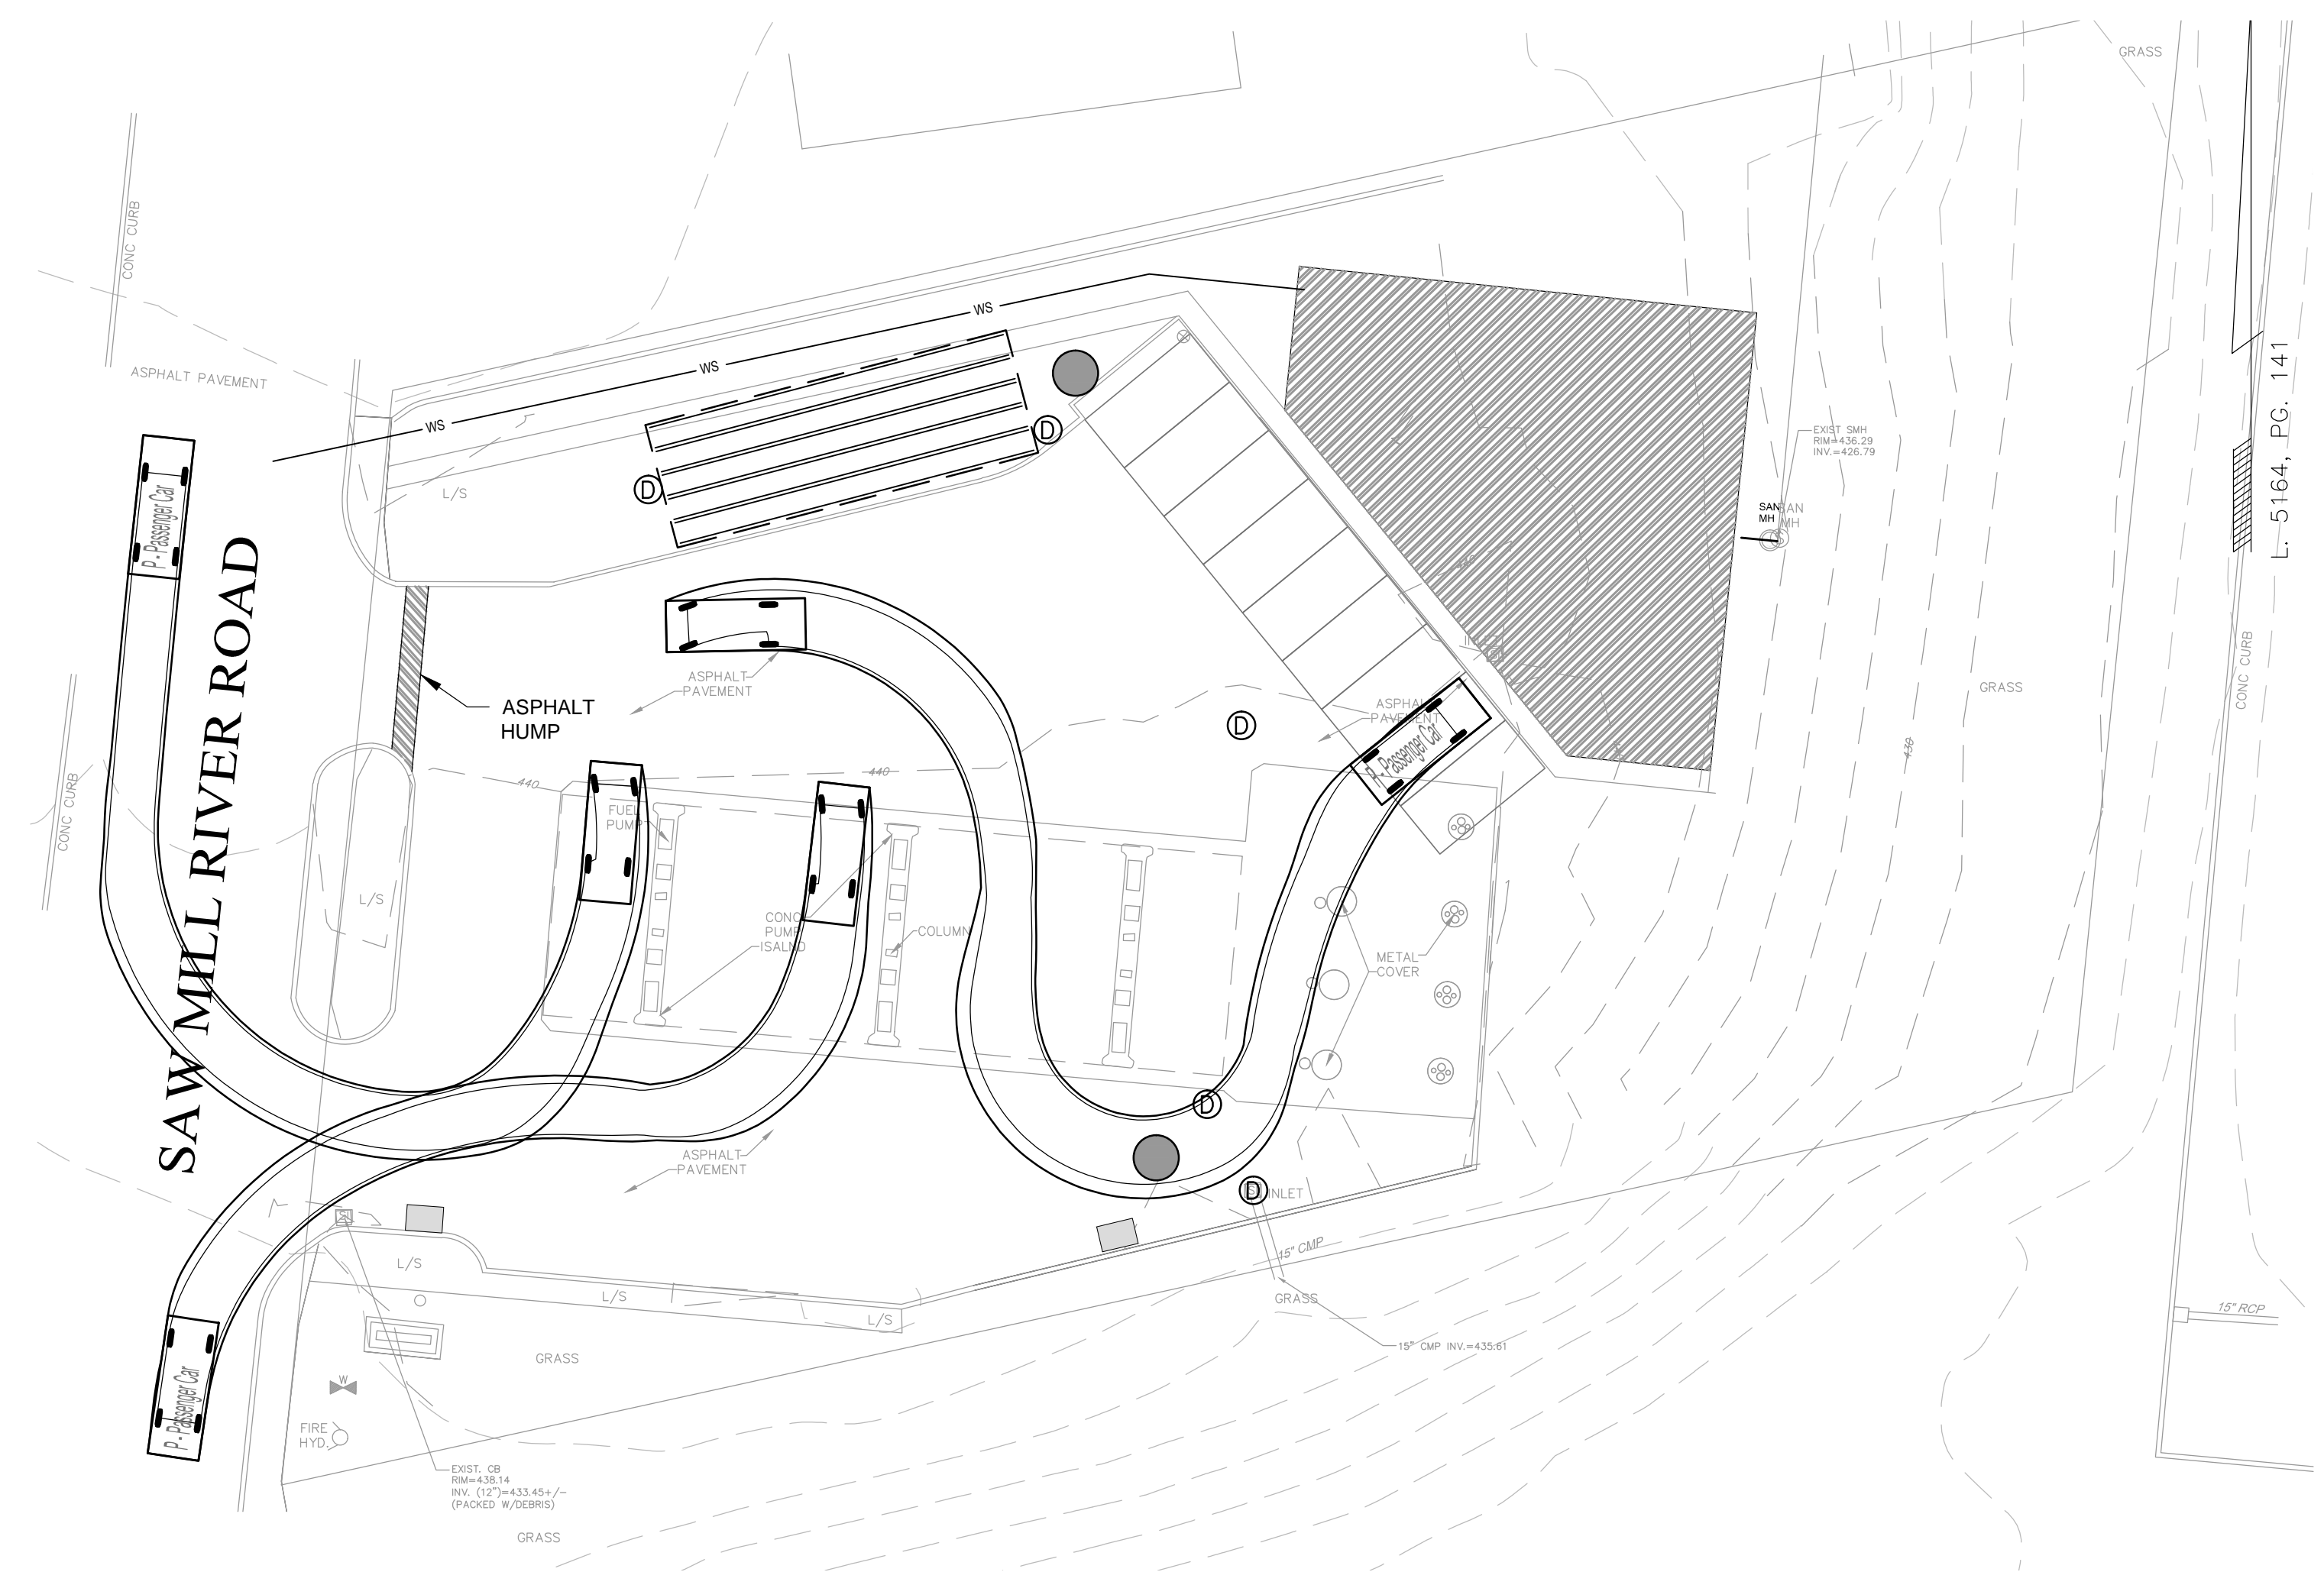 GRASS
CONC CURB
ASPHALT PAVEMENT
WS
WS
WS
L/S
D
D
P - Passenger Car
SAW MILL RIVER ROAD
EXIST SMH
RIM=436.29
INV.=426.79
SAN
MH
SAN
MH
L. 5164, PG. 141
CONC CURB
GRASS
430
ASPHALT
PAVEMENT
ASPHALT
HUMP
ASPHALT
PAVEMENT
D
P - Passenger Car
440
440
FUEL
PUMP
CONC CURB
L/S
CONC
PUMP
ISALND
COLUMN
METAL
COVER
D
ASPHALT
PAVEMENT
D
INLET
15" CMP
L/S
L/S
L/S
GRASS
GRASS
15" RCP
15" CMP INV.=435.61
P - Passenger Car
W
FIRE
HYD.
EXIST. CB
RIM=438.14
INV. (12")=433.45+/-
(PACKED W/DEBRIS)
GRASS